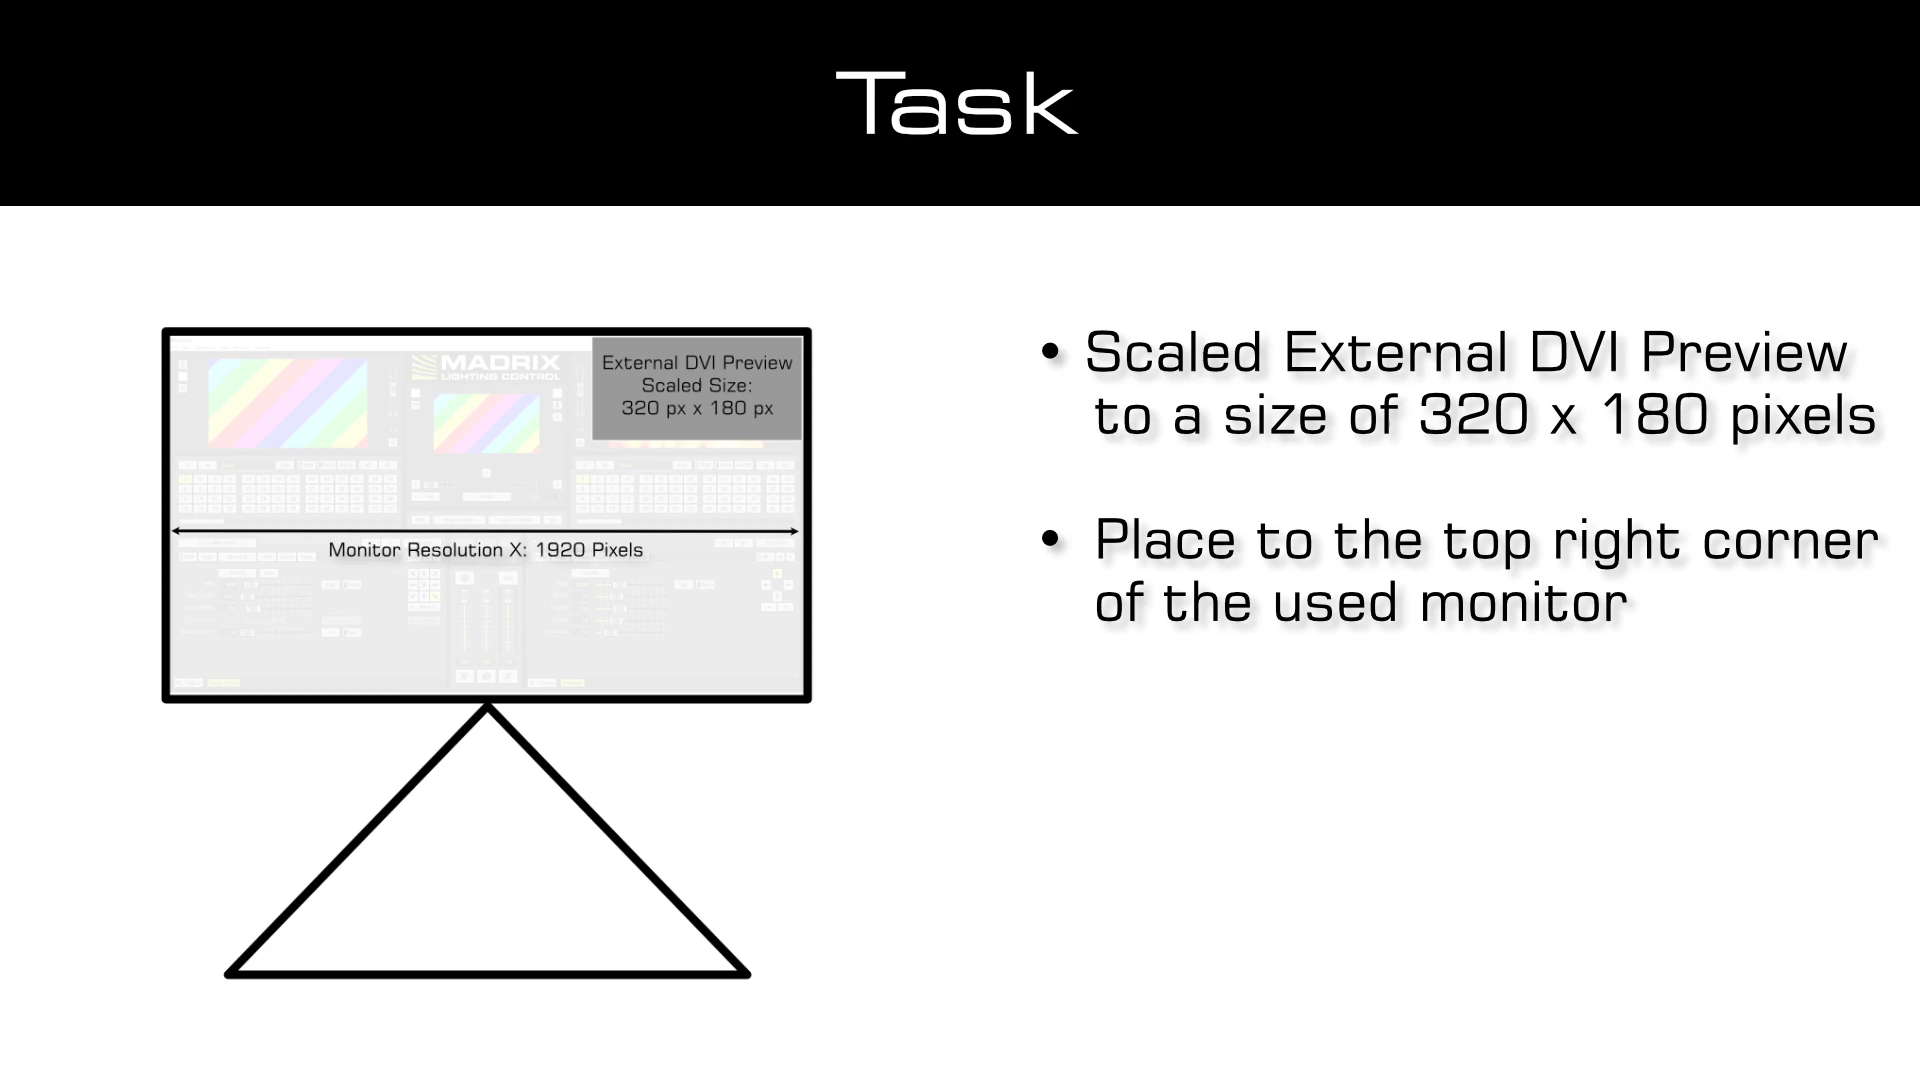 Task
MADRIX
LIGHTING CONTROL
External DVI Preview
Scaled Size:
320 px x 180 px
Monitor Resolution X: 1920 Pixels
• Scaled External DVI Preview
to a size of 320 x 180 pixels
• Place to the top right corner
of the used monitor